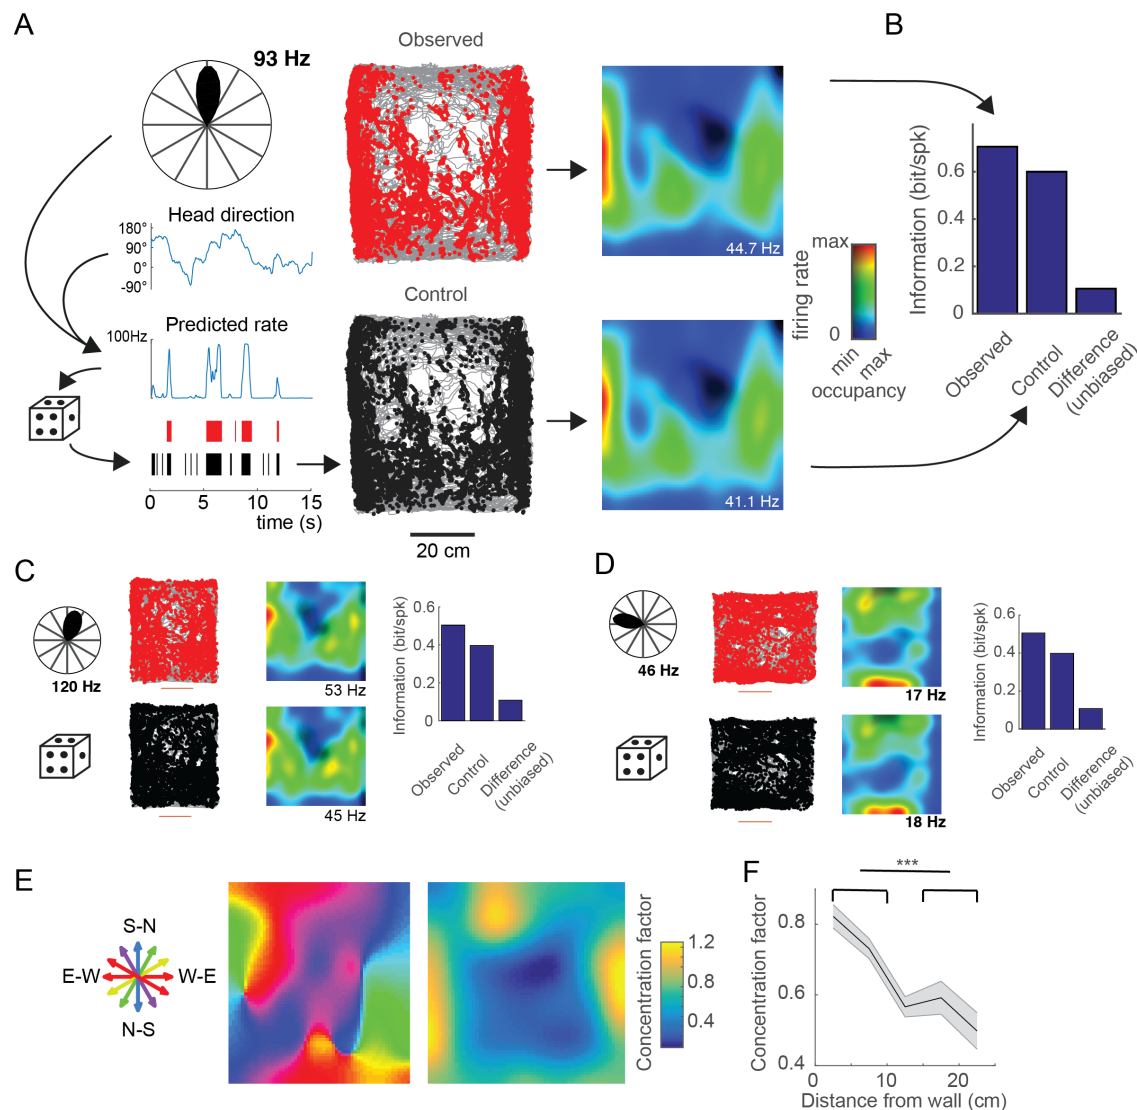 A
93 Hz
Observed
B
Head direction
180°
90°
0°
-90°
44.7 Hz
Control
Predicted rate
100Hz
0
5
10
15
time (s)
20 cm
41.1 Hz
max
0
firing rate
min
max
occupancy
Information (bit/spk)
0.6
0.4
0.2
0
Observed
Control
Difference
(unbiased)
C
120 Hz
53 Hz
45 Hz
Information (bit/spk)
0.6
0.4
0.2
0
Observed
Control
Difference
(unbiased)
D
46 Hz
17 Hz
18 Hz
Information (bit/spk)
0.6
0.4
0.2
0
Observed
Control
Difference
(unbiased)
E
S-N
E-W
W-E
N-S
Concentration factor
1.2
0.8
0.4
F
***
Concentration factor
0.8
0.6
0.4
0
10
20
Distance from wall (cm)